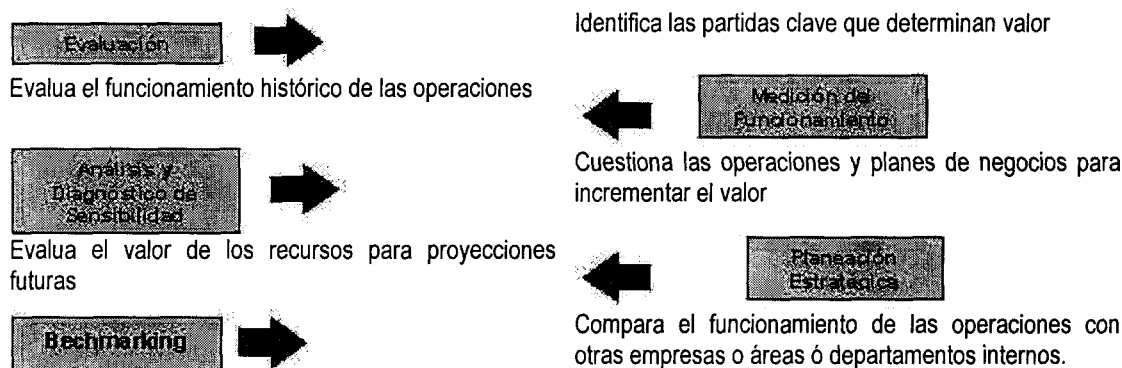 Evaluación
Evalua el funcionamiento histórico de las operaciones
Análisis y
Diagnostico de
Sensibilidad
Evalua el valor de los recursos para proyecciones
futuras
Bechmarking
Identifica las partidas clave que determinan valor
Medición del
Funcionamiento
Cuestiona las operaciones y planes de negocios para
incrementar el valor
Planeación
Estratégica
Compara el funcionamiento de las operaciones con
otras empresas o áreas ó departamentos internos.